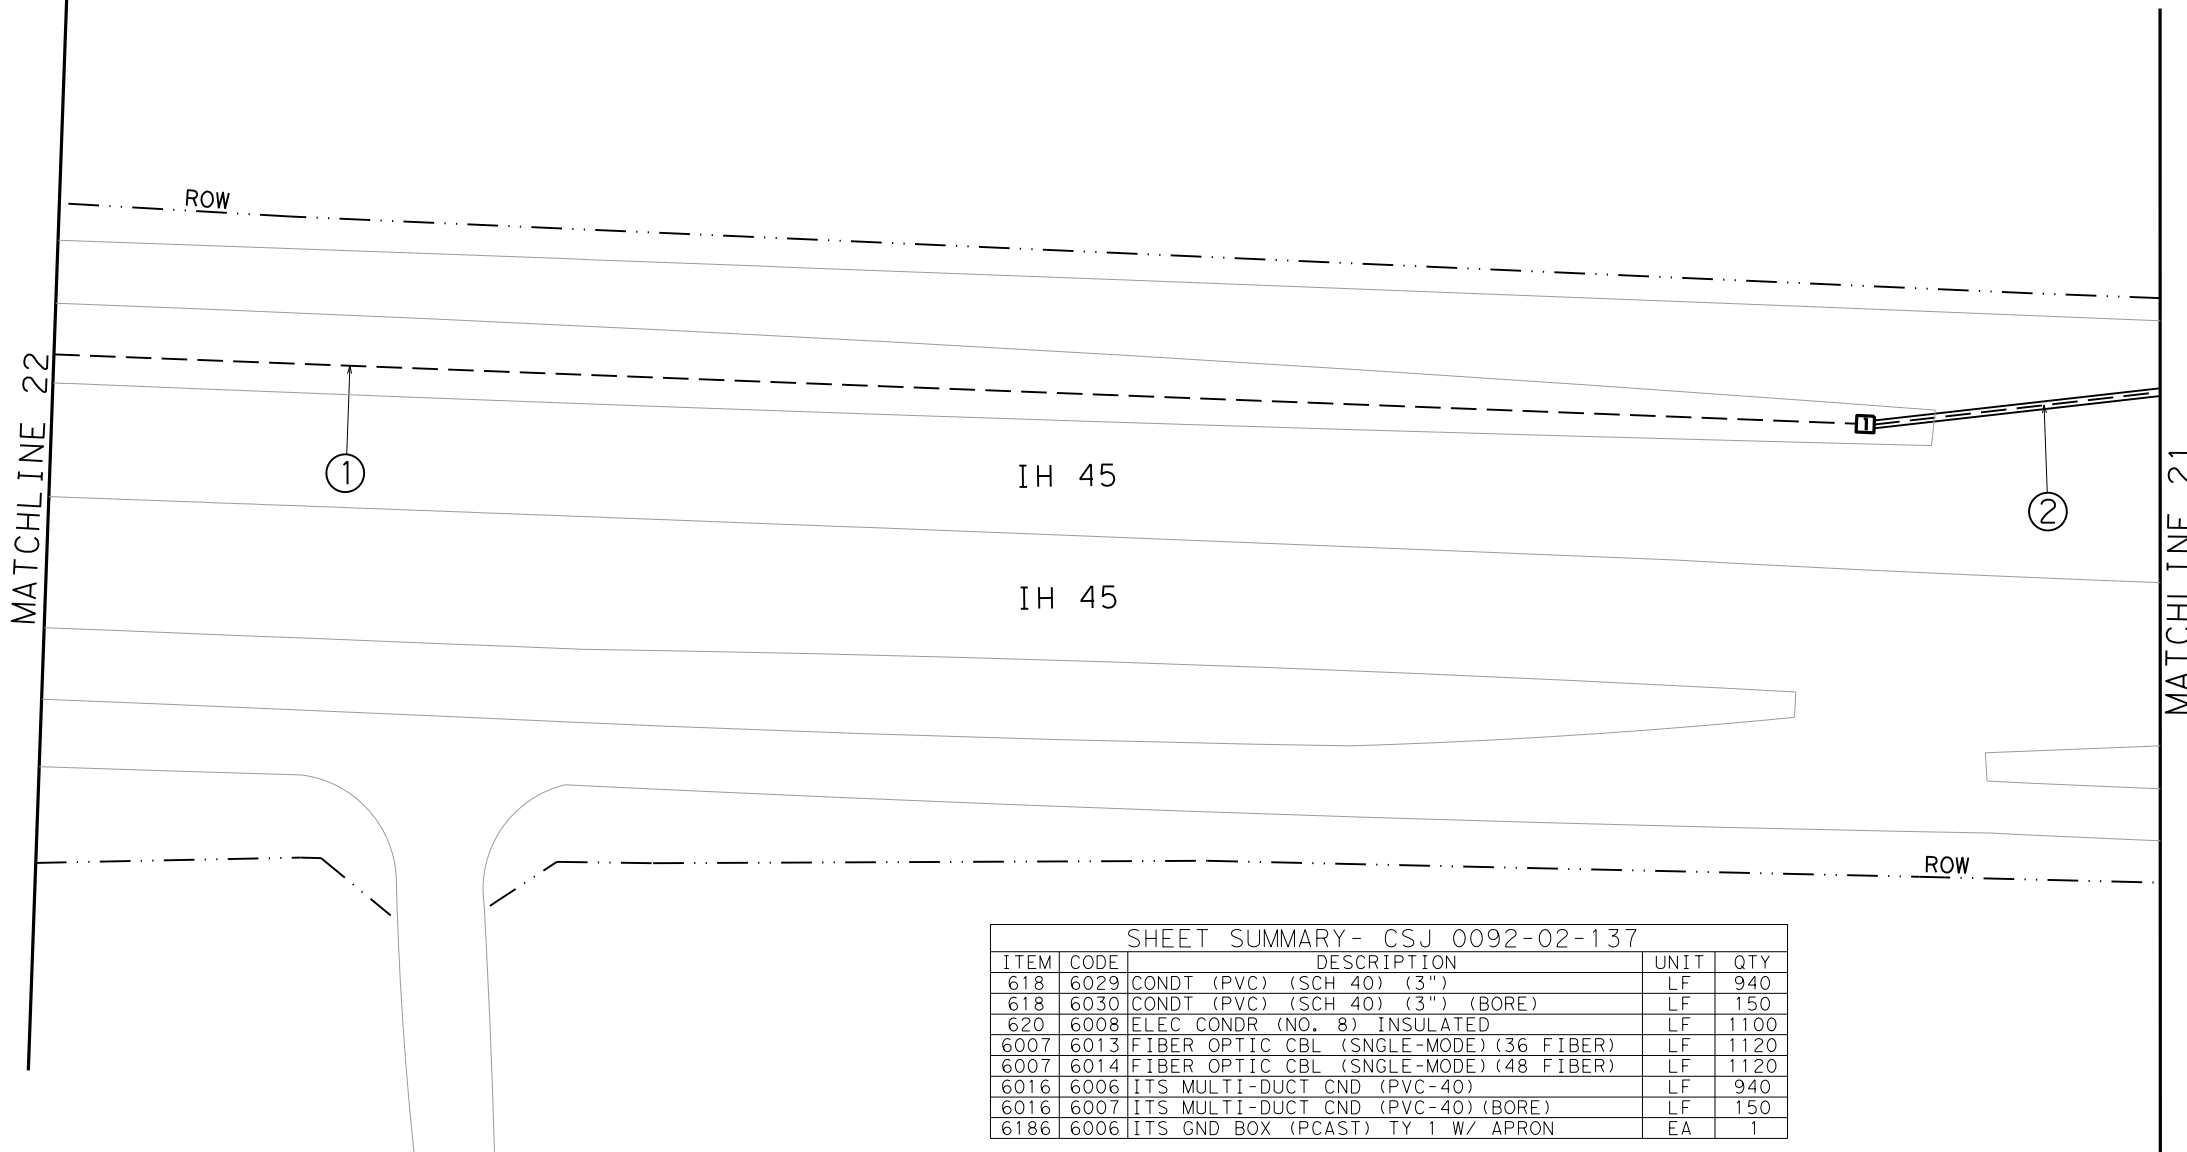 ROW
MATCHLINE 22
1
1
IH 45
2
MATCHLINE 21
IH 45
ROW
SHEET SUMMARY- CSJ 0092-02-137
ITEM CODE DESCRIPTION UNIT QTY
618 6029 CONDT (PVC) (SCH 40) (3") LF 940
618 6030 CONDT (PVC) (SCH 40) (3") (BORE) LF 150
620 6008 ELEC CONDR (NO. 8) INSULATED LF 1100
6007 6013 FIBER OPTIC CBL (SNGLE-MODE)(36 FIBER) LF 1120
6007 6014 FIBER OPTIC CBL (SNGLE-MODE)(48 FIBER) LF 1120
6016 6006 ITS MULTI-DUCT CND (PVC-40) LF 940
6016 6007 ITS MULTI-DUCT CND (PVC-40)(BORE) LF 150
6186 6006 ITS GND BOX (PCAST) TY 1 W/ APRON EA 1